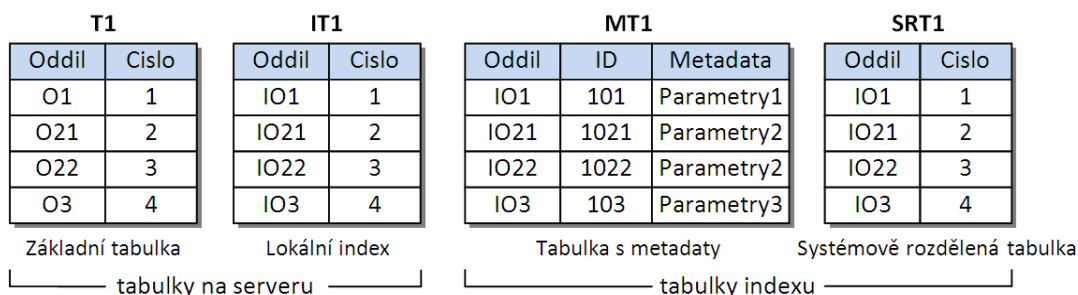 T1 IT1 MT1 SRT1
Oddil Cislo Oddil Cislo Oddil ID Metadata Oddil Cislo
O1 1 IO1 1 IO1 101 Parametry1 IO1 1
O21 2 IO21 2 IO21 1021 Parametry2 IO21 2
O22 3 IO22 3 IO22 1022 Parametry2 IO22 3
O3 4 IO3 4 IO3 103 Parametry3 IO3 4
Základní tabulka Lokální index Tabulka s metadaty Systémově rozdělená tabulka
tabulky na serveru tabulky indexu